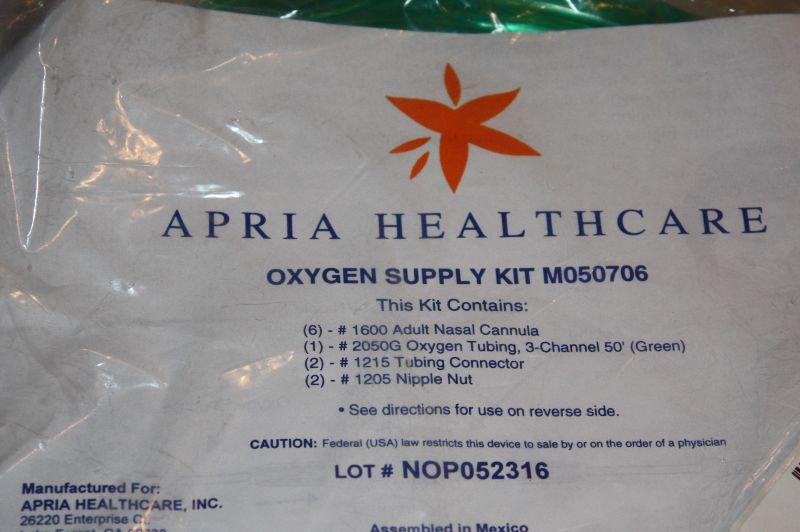 APRIA HEALTHCARE
OXYGEN SUPPLY KIT M050706
This Kit Contains:
(6) - # 1600 Adult Nasal Cannula
(1) - # 2050G Oxygen Tubing, 3-Channel 50' (Green)
(2) - # 1215 Tubing Connector
(2) - # 1205 Nipple Nut
• See directions for use on reverse side.
CAUTION: Federal (USA) law restricts this device to sale by or on the order of a physician
LOT # NOP052316
Manufactured For:
APRIA HEALTHCARE, INC.
26220 Enterprise
Assembled in Mexico